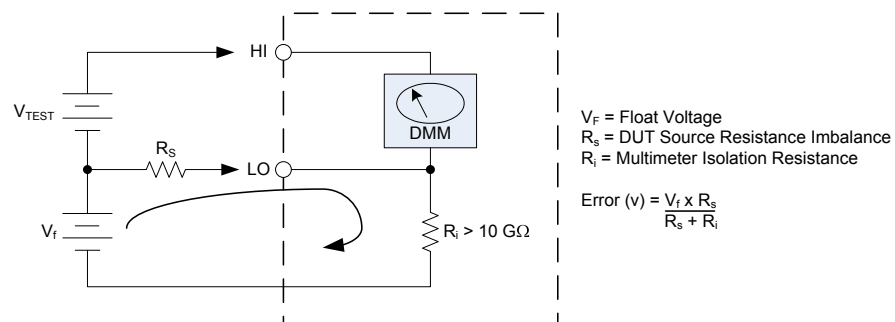 HI
V_TEST
DMM
R_S
LO
V_f
R_i > 10 GΩ
V_F = Float Voltage
R_s = DUT Source Resistance Imbalance
R_i = Multimeter Isolation Resistance
Error (v) = V_f x R_s
R_s + R_i